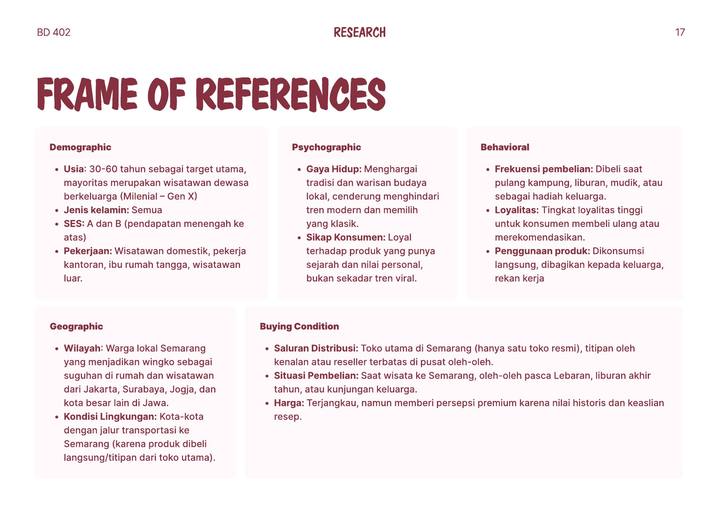 BD 402
RESEARCH
17
FRAME OF REFERENCES
Demographic
• Usia: 30-60 tahun sebagai target utama,
mayoritas merupakan wisatawan dewasa
berkeluarga (Milenial – Gen X)
• Jenis kelamin: Semua
• SES: A dan B (pendapatan menengah ke
atas)
• Pekerjaan: Wisatawan domestik, pekerja
kantoran, ibu rumah tangga, wisatawan
luar.
Psychographic
• Gaya Hidup: Menghargai
tradisi dan warisan budaya
lokal, cenderung menghindari
tren modern dan memilih
yang klasik.
• Sikap Konsumen: Loyal
terhadap produk yang punya
sejarah dan nilai personal,
bukan sekadar tren viral.
Behavioral
• Frekuensi pembelian: Dibeli saat
pulang kampung, liburan, mudik, atau
sebagai hadiah keluarga.
• Loyalitas: Tingkat loyalitas tinggi
untuk konsumen membeli ulang atau
merekomendasikan.
• Penggunaan produk: Dikonsumsi
langsung, dibagikan kepada keluarga,
rekan kerja
Geographic
• Wilayah: Warga lokal Semarang
yang menjadikan wingko sebagai
suguhan di rumah dan wisatawan
dari Jakarta, Surabaya, Jogja, dan
kota besar lain di Jawa.
• Kondisi Lingkungan: Kota-kota
dengan jalur transportasi ke
Semarang (karena produk dibeli
langsung/titipan dari toko utama).
Buying Condition
• Saluran Distribusi: Toko utama di Semarang (hanya satu toko resmi), titipan oleh
kenalan atau reseller terbatas di pusat oleh-oleh.
• Situasi Pembelian: Saat wisata ke Semarang, oleh-oleh pasca Lebaran, liburan akhir
tahun, atau kunjungan keluarga.
• Harga: Terjangkau, namun memberi persepsi premium karena nilai historis dan keaslian
resep.